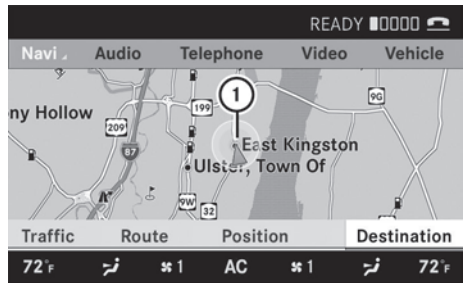 READY
Navi Audio Telephone Video Vehicle
1
9G
ny Hollow
199
209
87
East Kingston
Ulster, Town Of
9W
32
Traffic Route Position Destination
72°F 1 AC 1 72°F